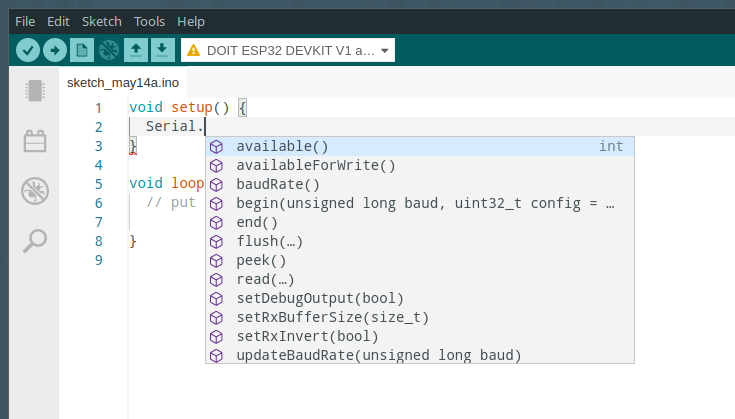 File Edit Sketch Tools Help
DOIT ESP32 DEVKIT V1 a...
sketch_may14a.ino
1 void setup() {
2 Serial.
3 }
available() int
4 availableForWrite()
5 void loop
baudRate()
6 // put
begin(unsigned long baud, uint32_t config = …
7 end()
8 }
flush(…)
9 peek()
read(…)
setDebugOutput(bool)
setRxBufferSize(size_t)
setRxInvert(bool)
updateBaudRate(unsigned long baud)